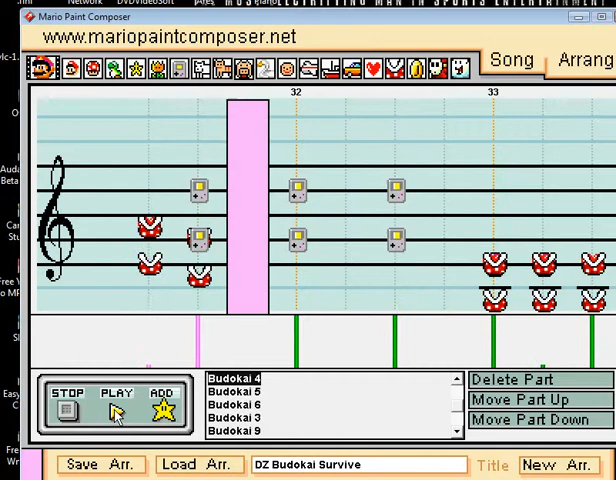 Mario Paint Composer
www.mariopaintcomposer.net
Song
Arrang
32
33
STOP
PLAY
ADD
Budokai 4
Budokai 5
Budokai 6
Budokai 3
Budokai 9
Delete Part
Move Part Up
Move Part Down
Save Arr.
Load Arr.
DZ Budokai Survive
Title
New Arr.